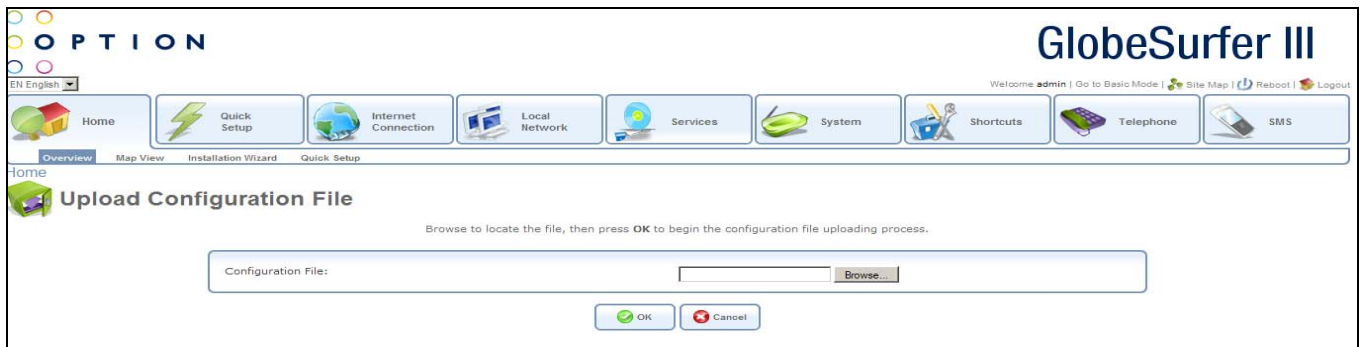 OPTION
GlobeSurfer III
EN English
Welcome admin | Go to Basic Mode | Site Map | Reboot | Logout
Home
Quick Setup
Internet Connection
Local Network
Services
System
Shortcuts
Telephone
SMS
Overview Map View Installation Wizard Quick Setup
Home
Upload Configuration File
Browse to locate the file, then press OK to begin the configuration file uploading process.
Configuration File:
Browse...
OK Cancel